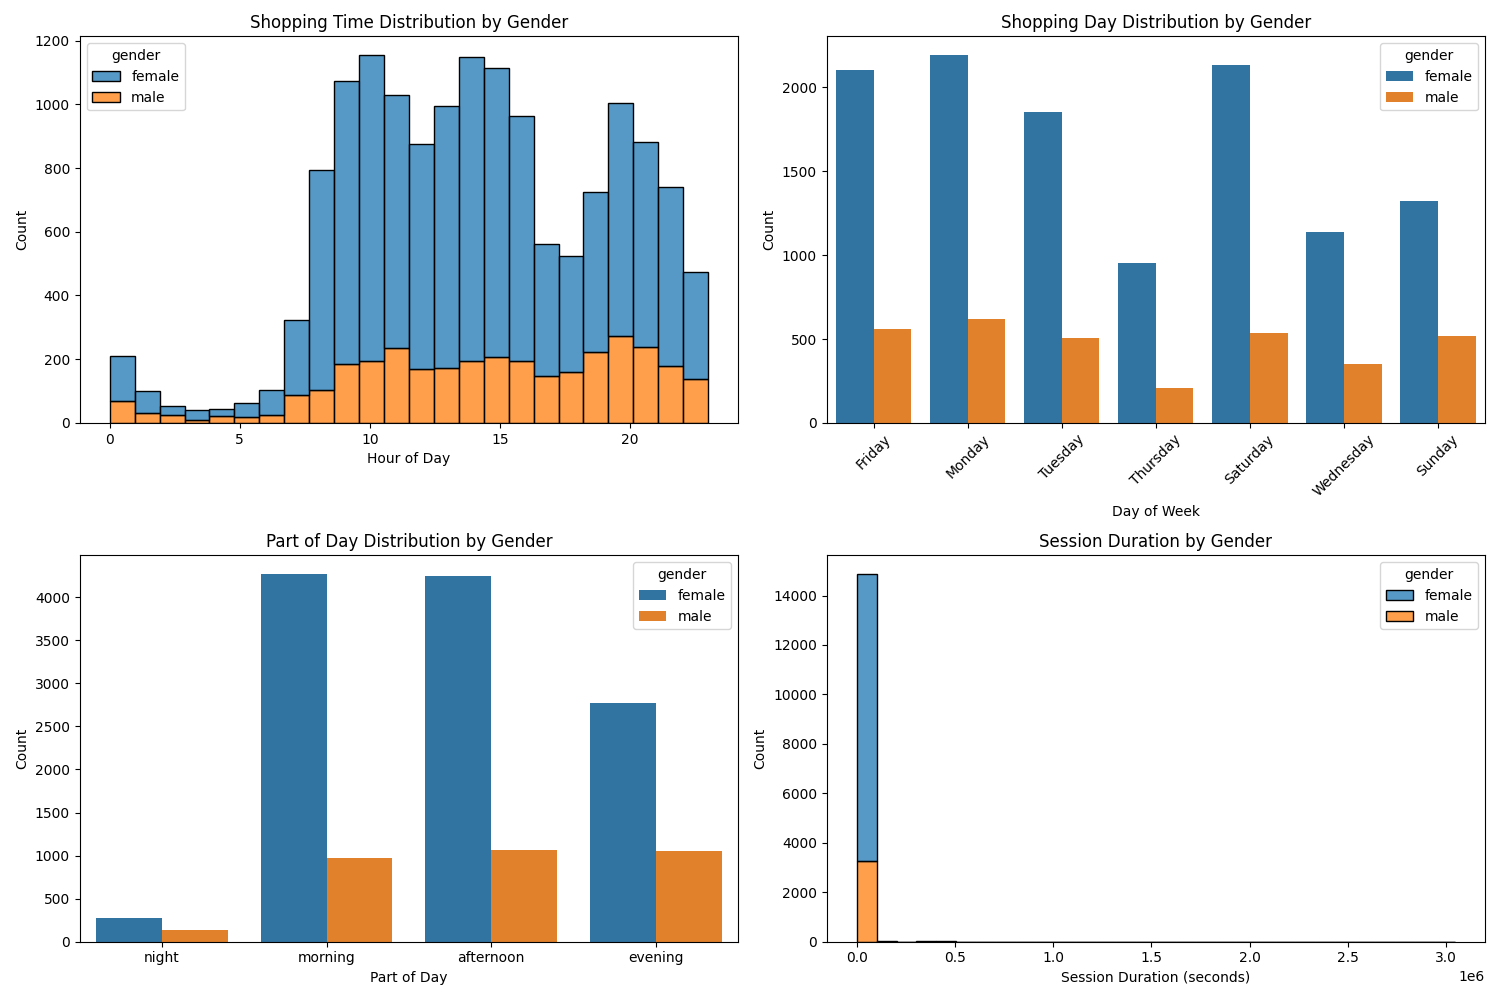 Shopping Time Distribution by Gender
gender
female
male
Count
0
200
400
600
800
1000
1200
0 5 10 15 20
Hour of Day
Shopping Day Distribution by Gender
gender
female
male
Count
0
500
1000
1500
2000
Friday Monday Tuesday Thursday Saturday Wednesday Sunday
Day of Week
Part of Day Distribution by Gender
gender
female
male
Count
0
500
1000
1500
2000
2500
3000
3500
4000
night morning afternoon evening
Part of Day
Session Duration by Gender
gender
female
male
Count
0
2000
4000
6000
8000
10000
12000
14000
0.0 0.5 1.0 1.5 2.0 2.5 3.0
1e6
Session Duration (seconds)